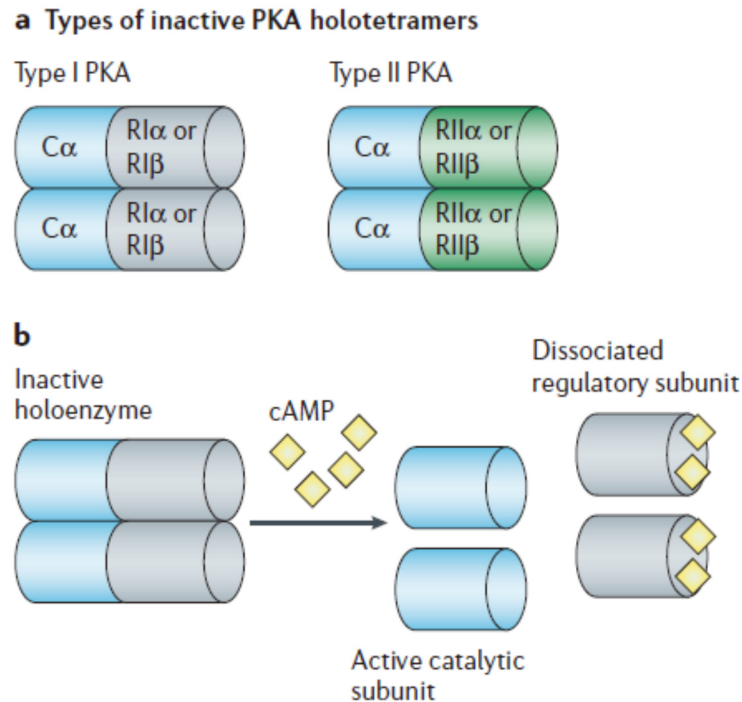 a Types of inactive PKA holotetramers
Type I PKA
Type II PKA
Cα
RIα or
RIβ
Cα
RIIα or
RIIβ
Cα
RIα or
RIβ
Cα
RIIα or
RIIβ
b
Inactive
holoenzyme
cAMP
Dissociated
regulatory subunit
Active catalytic
subunit